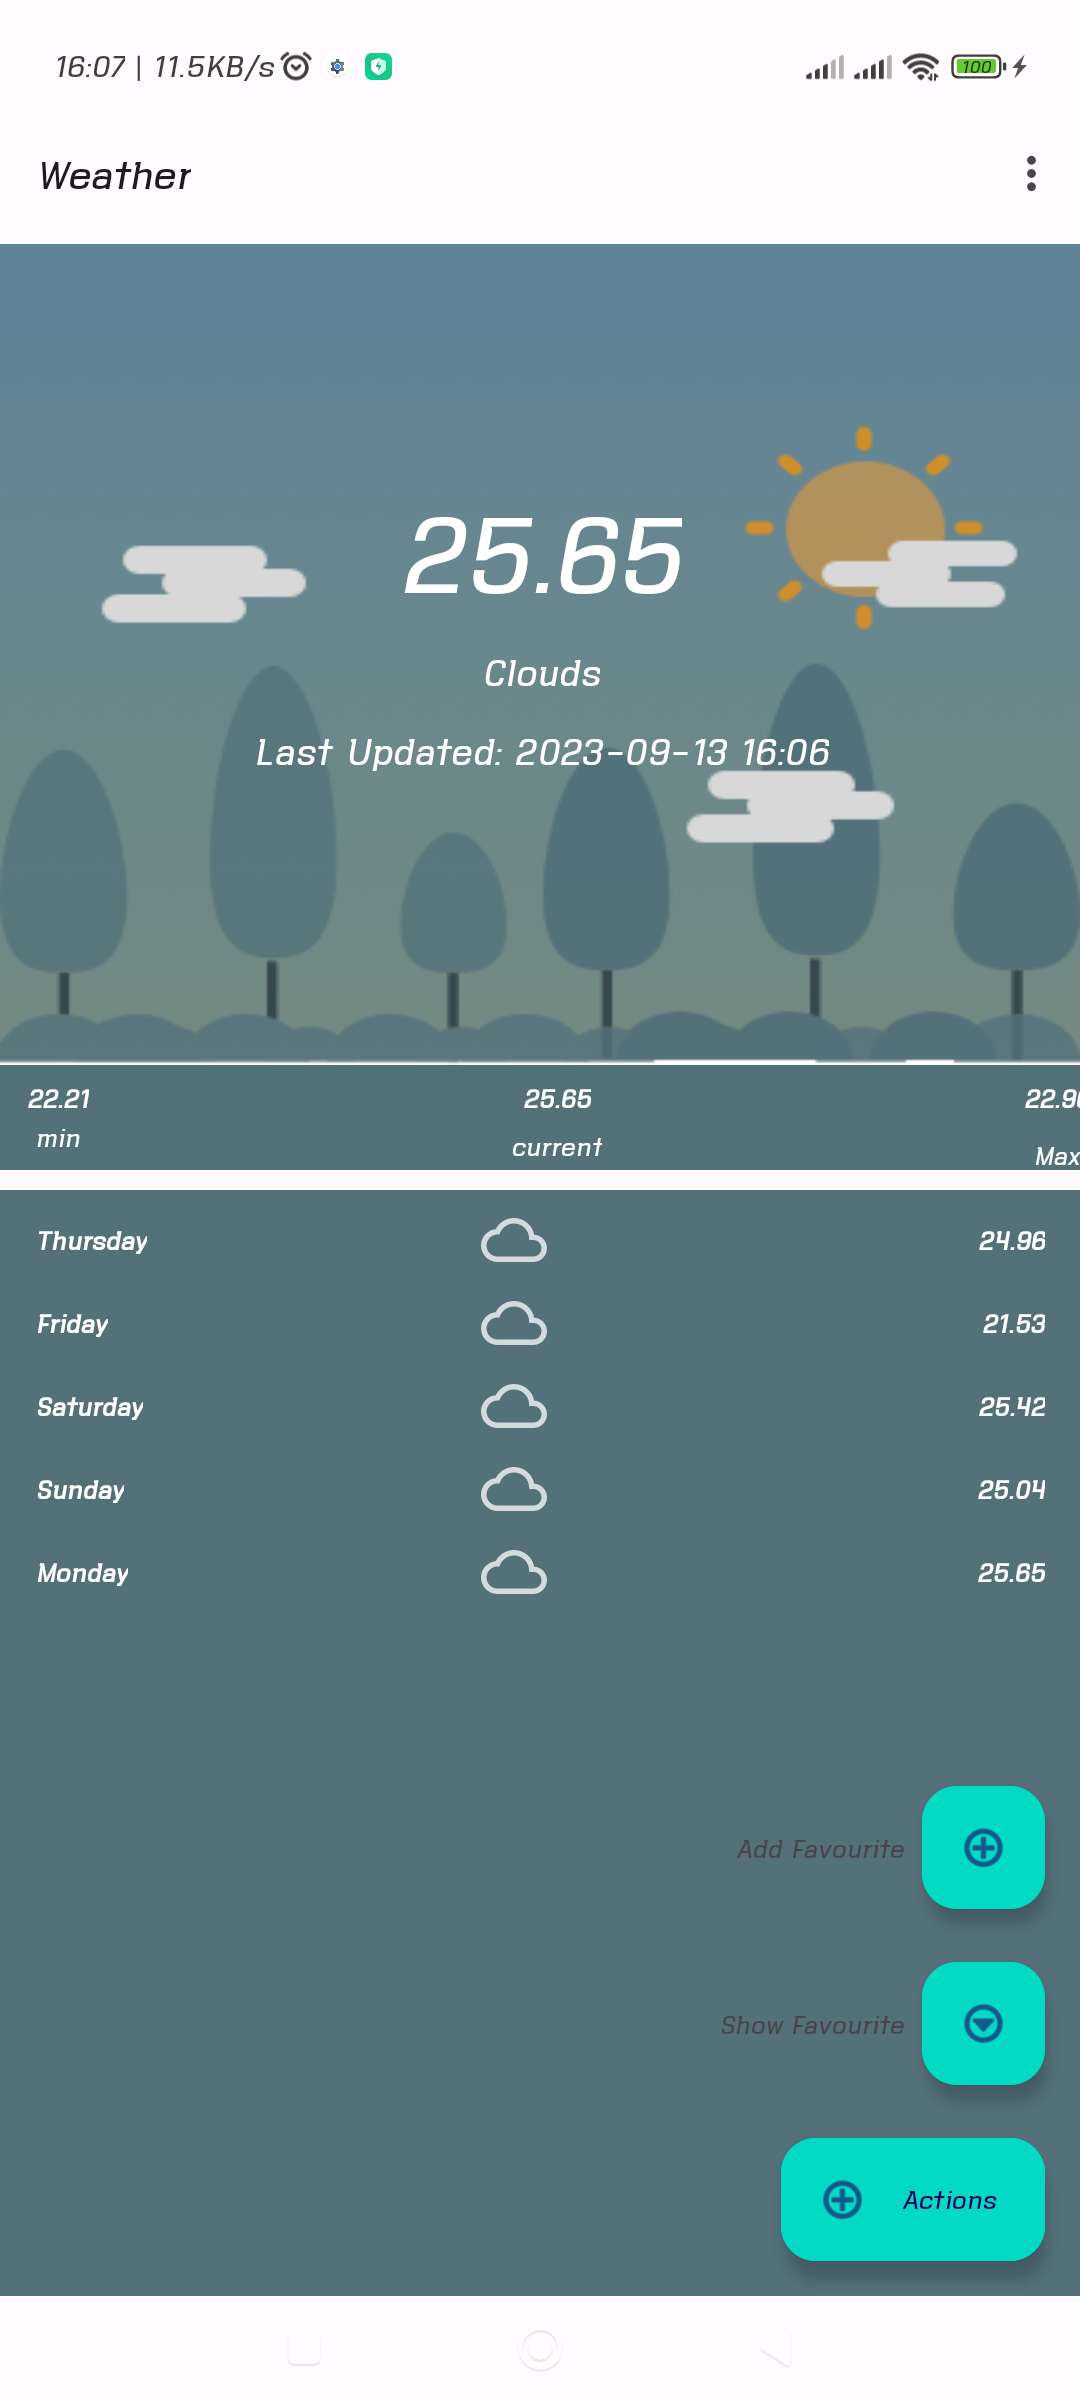 16:07 | 11.5KB/s
100
Weather
25.65
Clouds
Last Updated: 2023-09-13 16:06
22.21 25.65 22.9
min current Max
Thursday 24.96
Friday 21.53
Saturday 25.42
Sunday 25.04
Monday 25.65
Add Favourite
Show Favourite
Actions